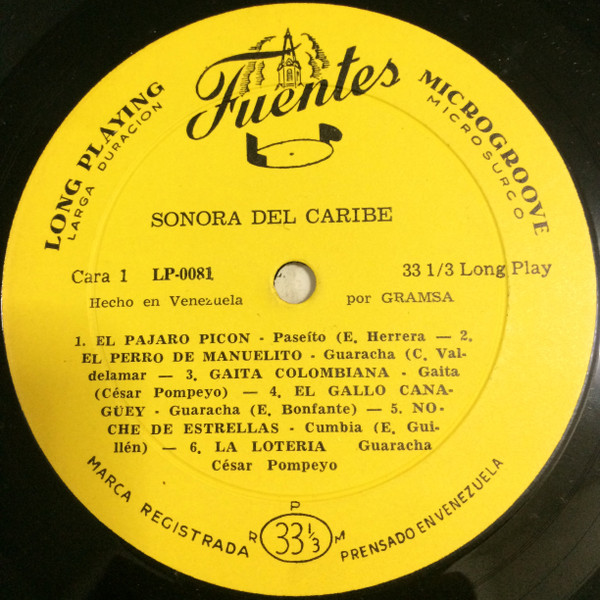 Fuentes
LONG PLAYING
LARGA DURACION
MICROGROOVE
MICROSURCO
SONORA DEL CARIBE
Cara 1 LP-0081 33 1/3 Long Play
Hecho en Venezuela por GRAMSA
1. EL PAJARO PICON - Paseíto (E. Herrera — 2.
EL PERRO DE MANUELITO - Guaracha (C. Val-
delamar — 3. GAITA COLOMBIANA - Gaita
(César Pompeyo) — 4. EL GALLO CANA-
GÜEY - Guaracha (E. Bonfante) — 5. NO-
CHE DE ESTRELLAS - Cumbia (E. Gui-
llén) — 6. LA LOTERIA Guaracha
César Pompeyo
MARCA REGISTRADA
R P M
33 1/3
PRENSADO EN VENEZUELA